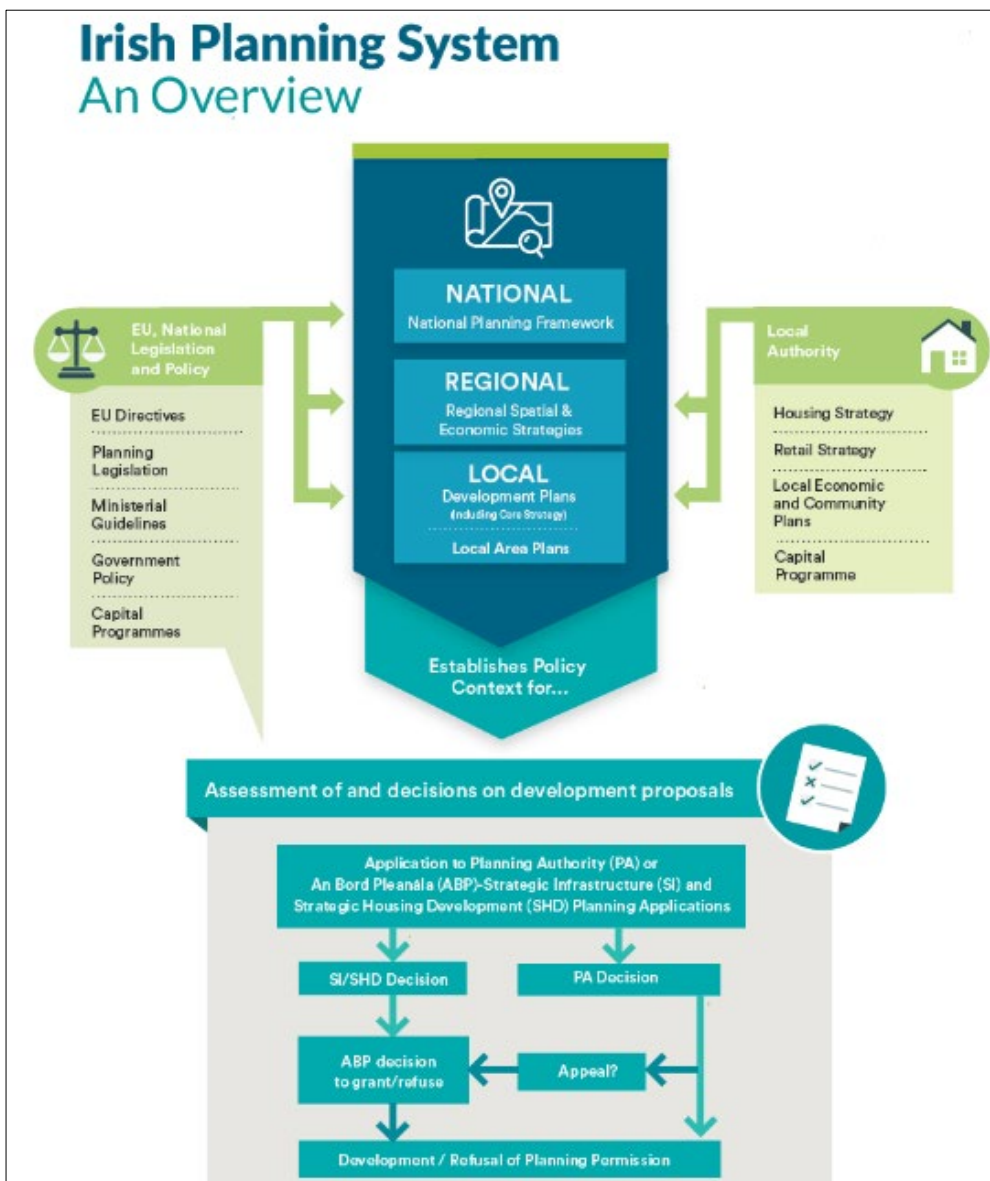 Irish Planning System
An Overview
NATIONAL
National Planning Framework
REGIONAL
Regional Spatial &
Economic Strategies
LOCAL
Development Plans
(Including Core Strategy)
Local Area Plans
EU, National
Legislation
and Policy
EU Directives
Planning
Legislation
Ministerial
Guidelines
Government
Policy
Capital
Programmes
Local
Authority
Housing Strategy
Retail Strategy
Local Economic
and Community
Plans
Capital
Programme
Establishes Policy
Context for...
Assessment of and decisions on development proposals
Application to Planning Authority (PA) or
An Bord Pleanála (ABP)-Strategic Infrastructure (SI) and
Strategic Housing Development (SHD) Planning Applications
SI/SHD Decision
PA Decision
ABP decision
to grant/refuse
Appeal?
Development / Refusal of Planning Permission